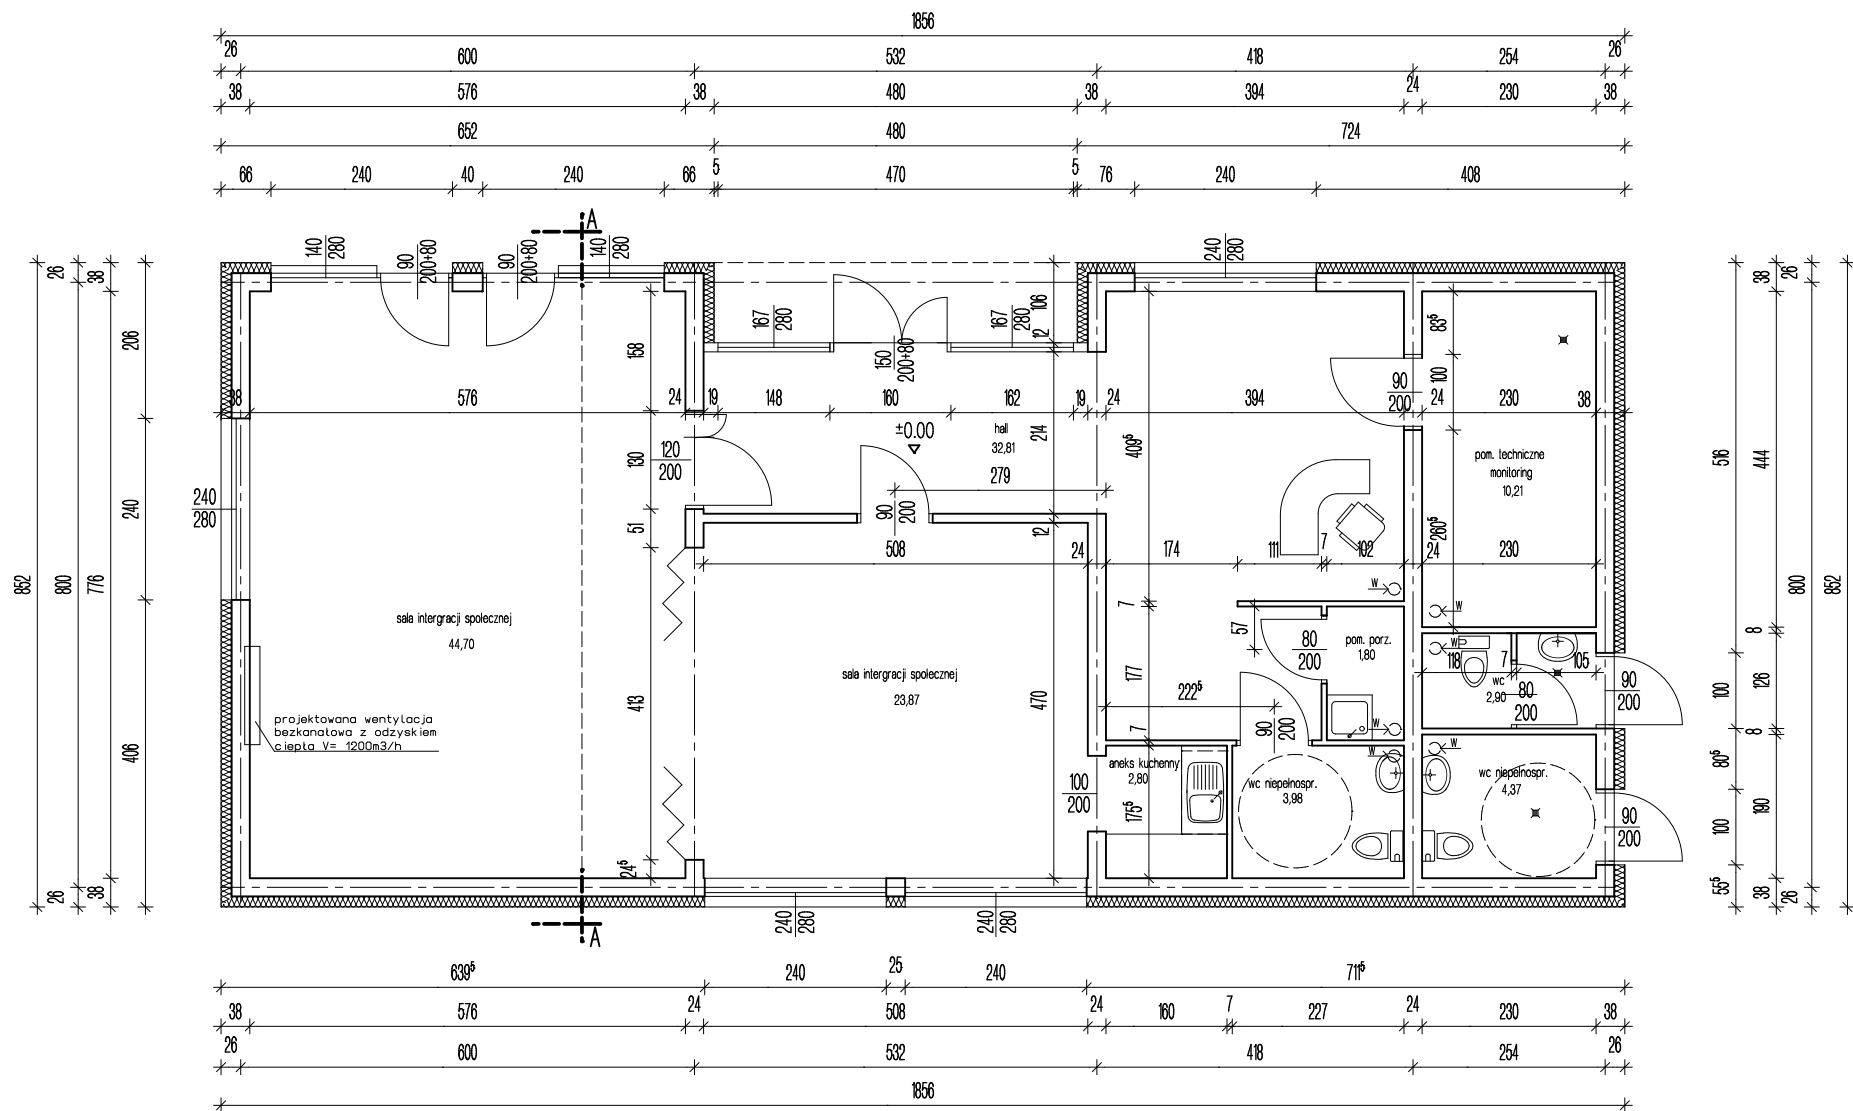 1856
26 600 532 418 254 26
38 576 38 480 38 394 24 230 38
652 480 724
66 240 40 240 66 5 470 5 76 240 408
A
140 280
90 200+80
90 200+80
140 280
240 280
167 280
150 200+80
167 280
106
12
852
26 800 26
38 776 38
206
240
406
158
130
51
413
24⁵
38 576 24 19 148 160 162 19 24 394 24 230 38
±0.00
hall
32,81
214
279
120
200
90 200
240
280
409⁵
90
200
83⁵
100
260⁵
pom. techniczne
monitoring
10,21
12
508 24 174 111 7 102 24 230
W
W
sala intergracji społecznej
44,70
sala intergracji społecznej
23,87
470
7
57
177
7
175⁵
80
200
pom. porz.
1,80
W
118 7 105
wc
2,90
80
200
90
200
222⁵
90 200
W
W
W
projektowana wentylacja
bezkanałowa z odzyskiem
ciepła V= 1200m3/h
aneks kuchenny
2,80
100
200
wc niepełnospr.
3,98
wc niepełnospr.
4,37
90
200
516
100
80⁵
100
55⁵
38
444
8
126
8
190
38
26
800
26
852
A
240 280
240 280
639⁵ 240 25 240 711⁵
38 576 24 508 24 160 7 227 24 230 38
26 600 532 418 254 26
1856